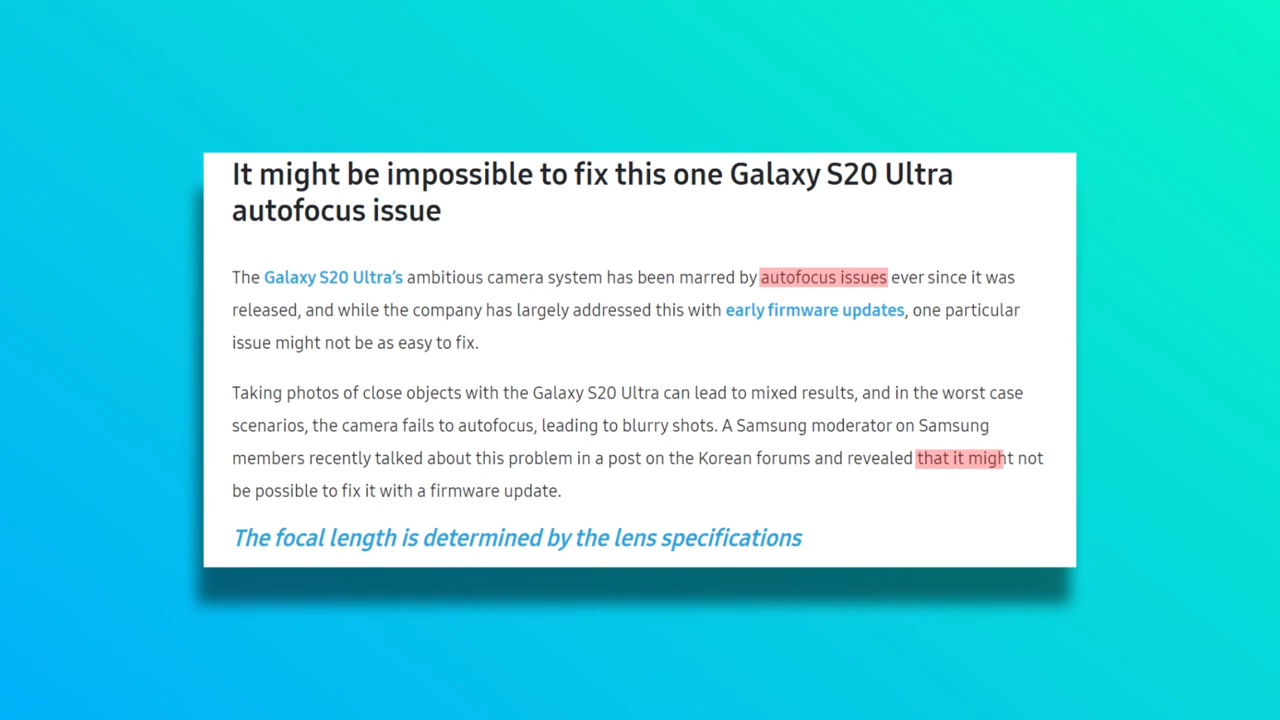 It might be impossible to fix this one Galaxy S20 Ultra
autofocus issue
The Galaxy S20 Ultra’s ambitious camera system has been marred by autofocus issues ever since it was
released, and while the company has largely addressed this with early firmware updates, one particular
issue might not be as easy to fix.
Taking photos of close objects with the Galaxy S20 Ultra can lead to mixed results, and in the worst case
scenarios, the camera fails to autofocus, leading to blurry shots. A Samsung moderator on Samsung
members recently talked about this problem in a post on the Korean forums and revealed that it might not
be possible to fix it with a firmware update.
The focal length is determined by the lens specifications